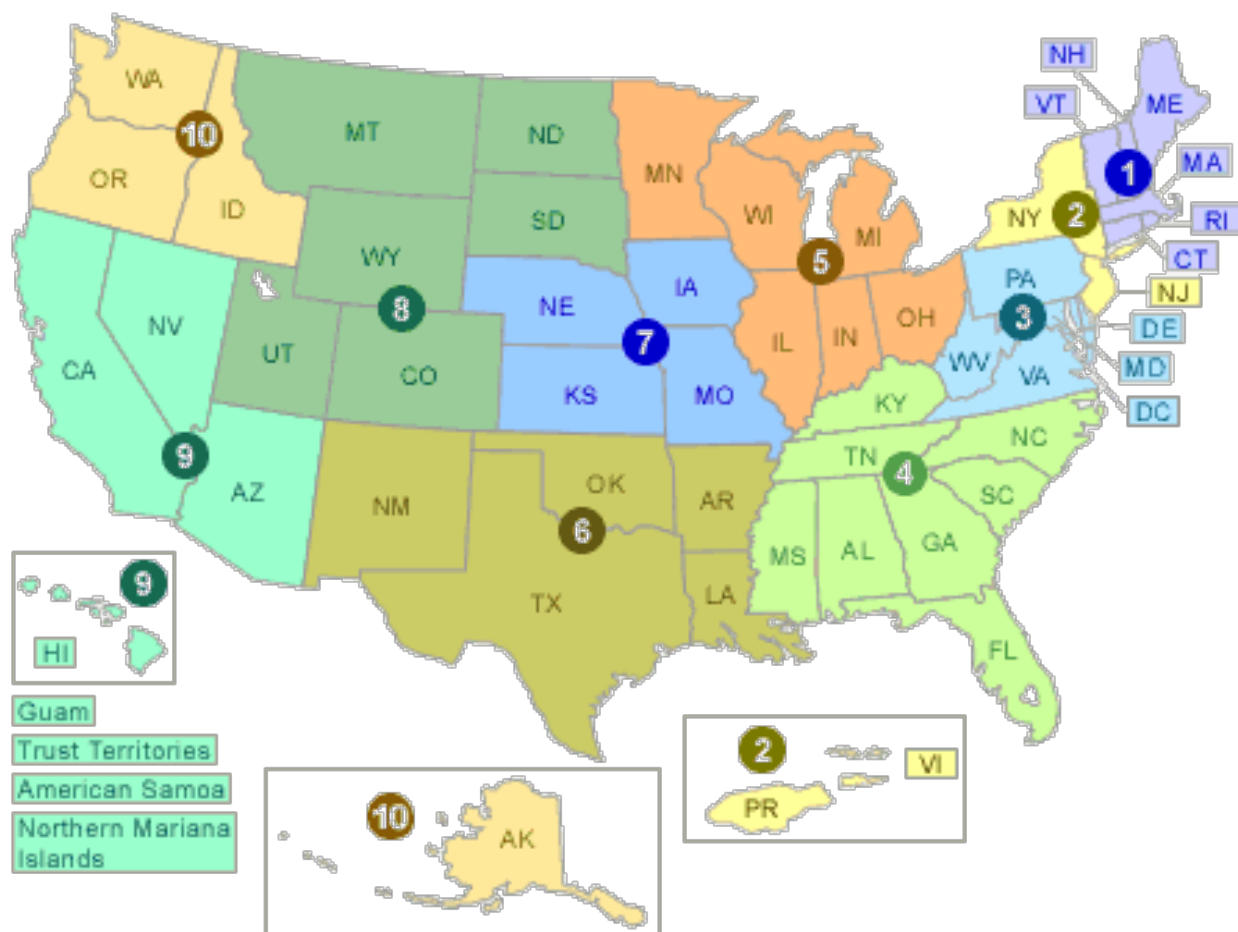 NH
VT
ME
WA
10
MT
ND
MN
MA
OR
ID
SD
WI
MI
NY
2
1
RI
CT
WY
5
PA
NJ
NV
8
NE
IA
7
3
DE
UT
CO
IL
IN
OH
WV
VA
MD
CA
KS
MO
KY
DC
NC
TN
4
9
AZ
NM
OK
AR
SC
6
MS
AL
GA
TX
LA
9
HI
FL
Guam
Trust Territories
American Samoa
Northern Mariana
Islands
2
VI
PR
10
AK